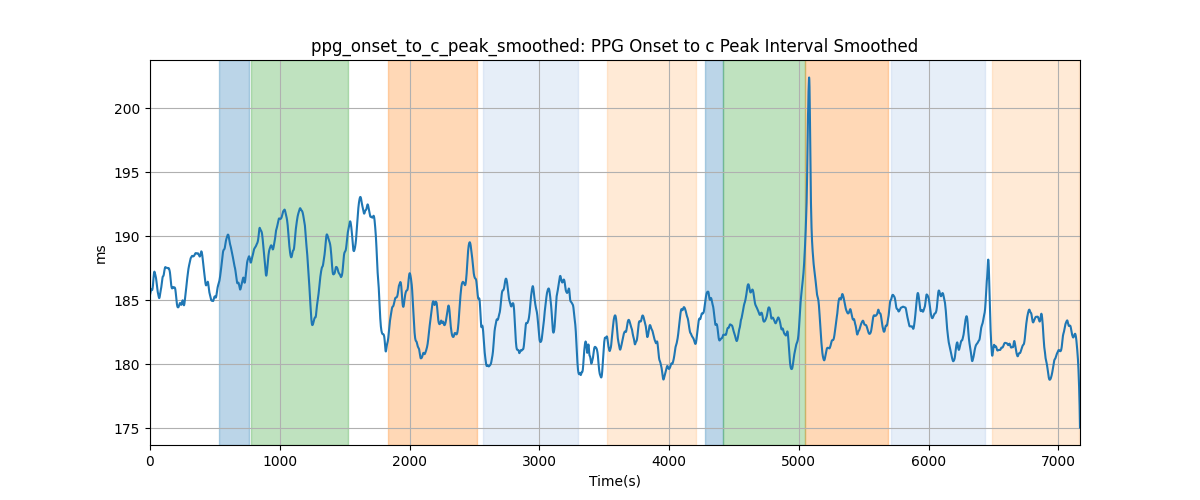 ppg_onset_to_c_peak_smoothed: PPG Onset to c Peak Interval Smoothed
ms
200
195
190
185
180
175
0 1000 2000 3000 4000 5000 6000 7000
Time(s)